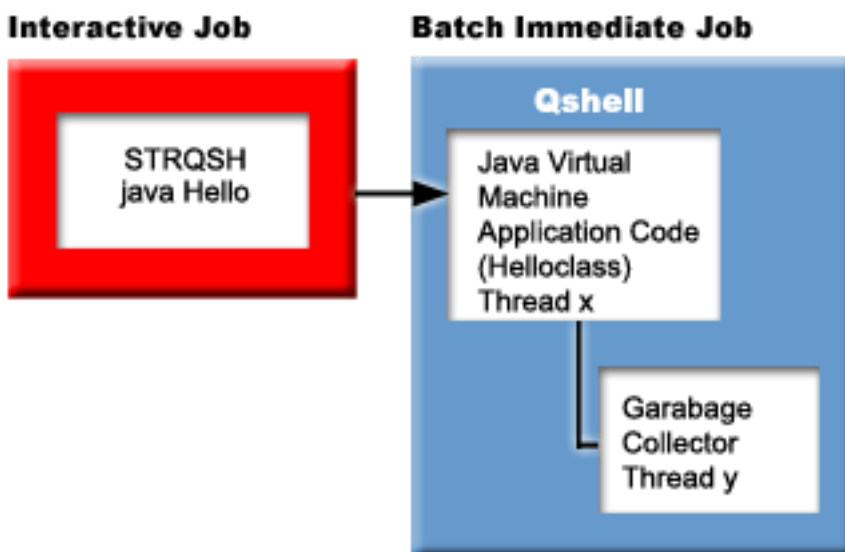 Interactive Job
STRQSH
java Hello
Batch Immediate Job
Qshell
Java Virtual
Machine
Application Code
(Helloclass)
Thread x
Garabage
Collector
Thread y